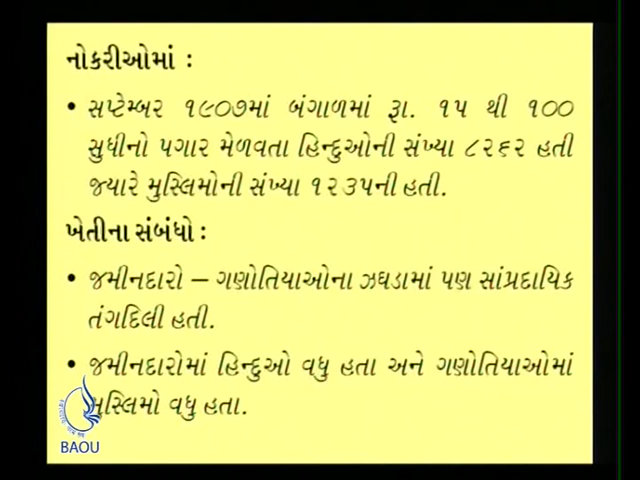 નોકરીઓમાં :
• સપ્ટેમ્બર ૧૯૦૭માં બંગાળમાં રૂા. ૧૫ થી ૧૦૦
સુધીનો પગાર મેળવતા હિન્દુઓની સંખ્યા ૮૨૬૨ હતી
જ્યારે મુસ્લિમોની સંખ્યા ૧૨૩૫ની હતી.
ખેતીના સંબંધો :
• જમીનદારો – ગણોતિયાઓના ઝઘડામાં પણ સાંપ્રદાયિક
તંગદિલી હતી.
• જમીનદારોમાં હિન્દુઓ વધુ હતા અને ગણોતિયાઓમાં
મુસ્લિમો વધુ હતા.
BAOU